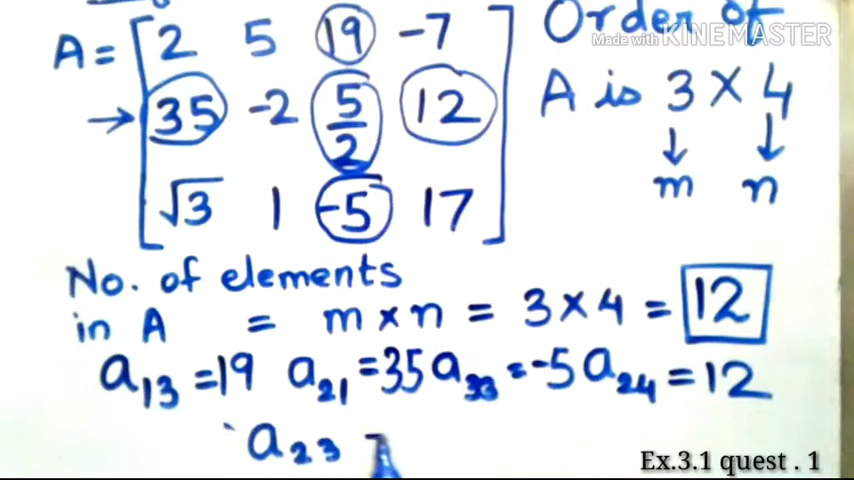 Order of
Made with KINEMASTER
A = [ 2 5 19 -7
→ 35 -2 5/2 12
√3 1 -5 17 ]
A is 3 × 4
↓ ↓
m n
No. of elements
in A = m × n = 3 × 4 = 12
a13 = 19 a21 = 35 a33 = -5 a24 = 12
a23 =
Ex.3.1 quest . 1